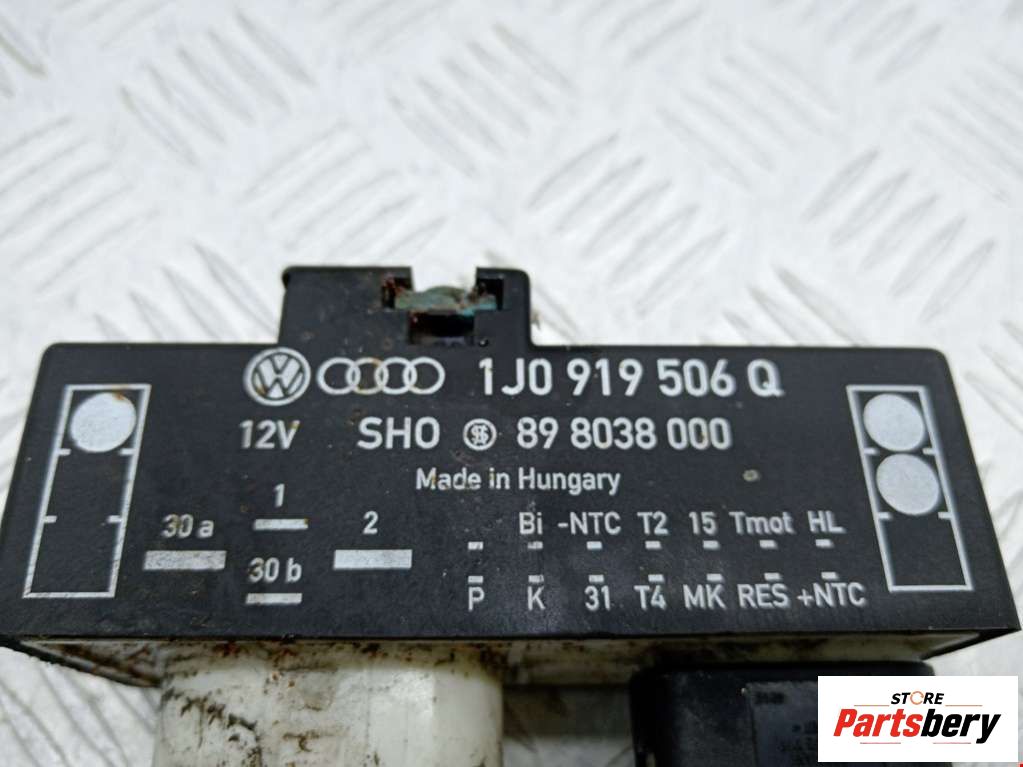 1J0 919 506 Q
12V SHO 89 8038 000
Made in Hungary
30 a 1 2 Bi -NTC T2 15 Tmot HL
30 b P K 31 T4 MK RES +NTC
STORE
Partsbery